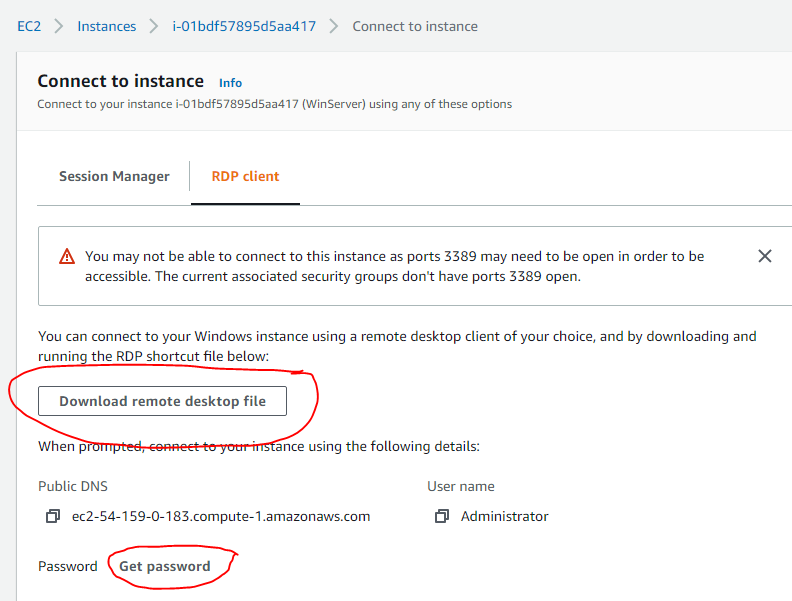 EC2 > Instances > i-01bdf57895d5aa417 > Connect to instance
Connect to instance Info
Connect to your instance i-01bdf57895d5aa417 (WinServer) using any of these options
Session Manager RDP client
You may not be able to connect to this instance as ports 3389 may need to be open in order to be
accessible. The current associated security groups don't have ports 3389 open.
You can connect to your Windows instance using a remote desktop client of your choice, and by downloading and
running the RDP shortcut file below:
Download remote desktop file
When prompted, connect to your instance using the following details:
Public DNS User name
ec2-54-159-0-183.compute-1.amazonaws.com Administrator
Password Get password